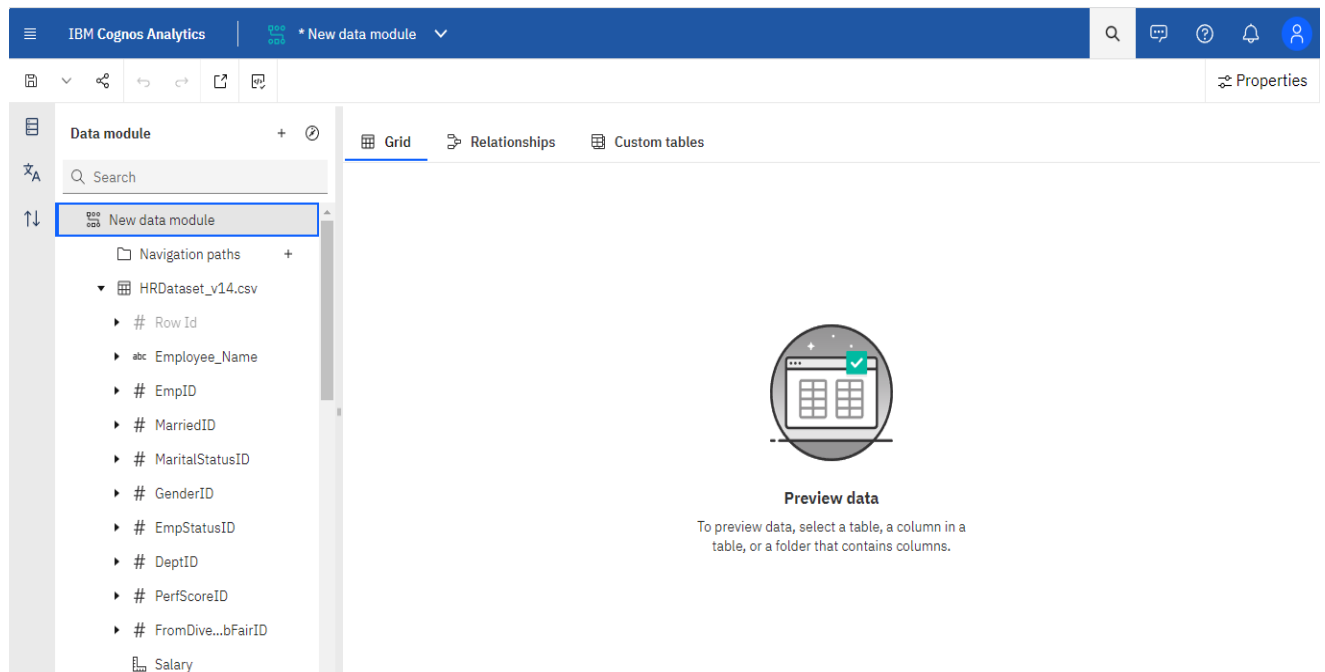 IBM Cognos Analytics
* New data module
Properties
Data module
Grid
Relationships
Custom tables
Search
New data module
Navigation paths
HRDataset_v14.csv
# Row Id
abc Employee_Name
# EmpID
# MarriedID
# MaritalStatusID
# GenderID
# EmpStatusID
# DeptID
# PerfScoreID
# FromDive...bFairID
Salary
Preview data
To preview data, select a table, a column in a
table, or a folder that contains columns.